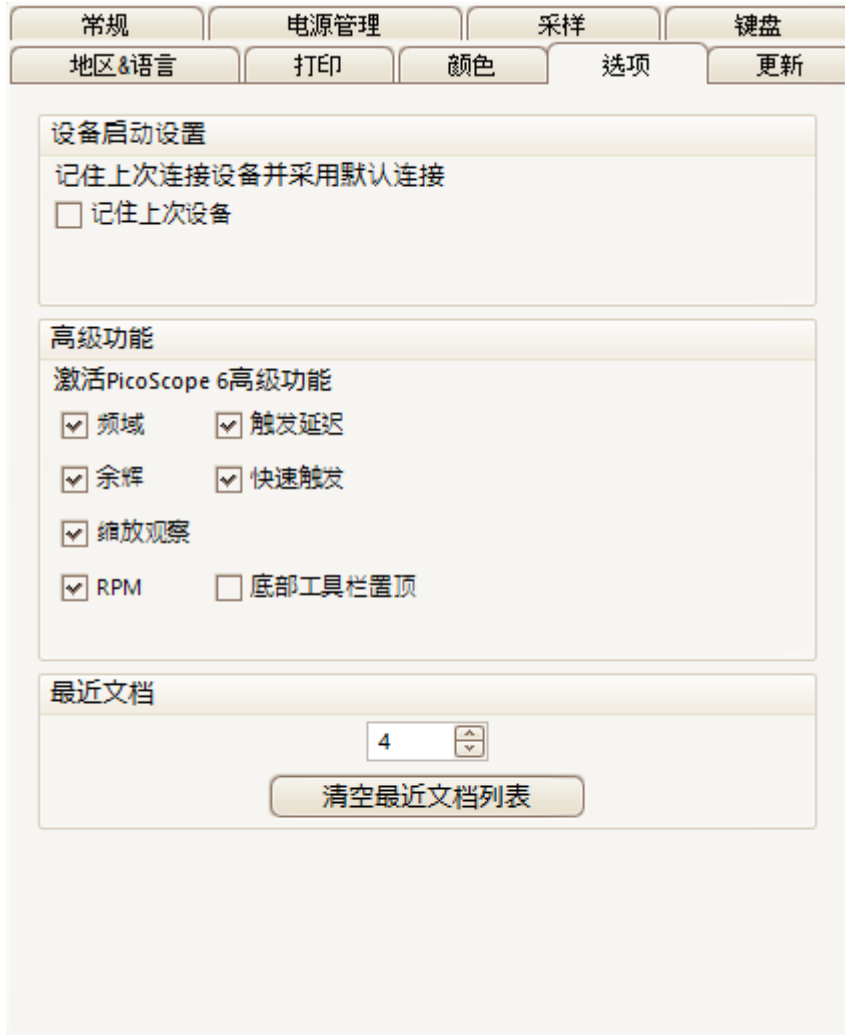 常规 电源管理 采样 键盘
地区&语言 打印 颜色 选项 更新
设备启动设置
记住上次连接设备并采用默认连接
记住上次设备
高级功能
激活PicoScope 6高级功能
频域 触发延迟
余辉 快速触发
缩放观察
RPM 底部工具栏置顶
最近文档
4
清空最近文档列表